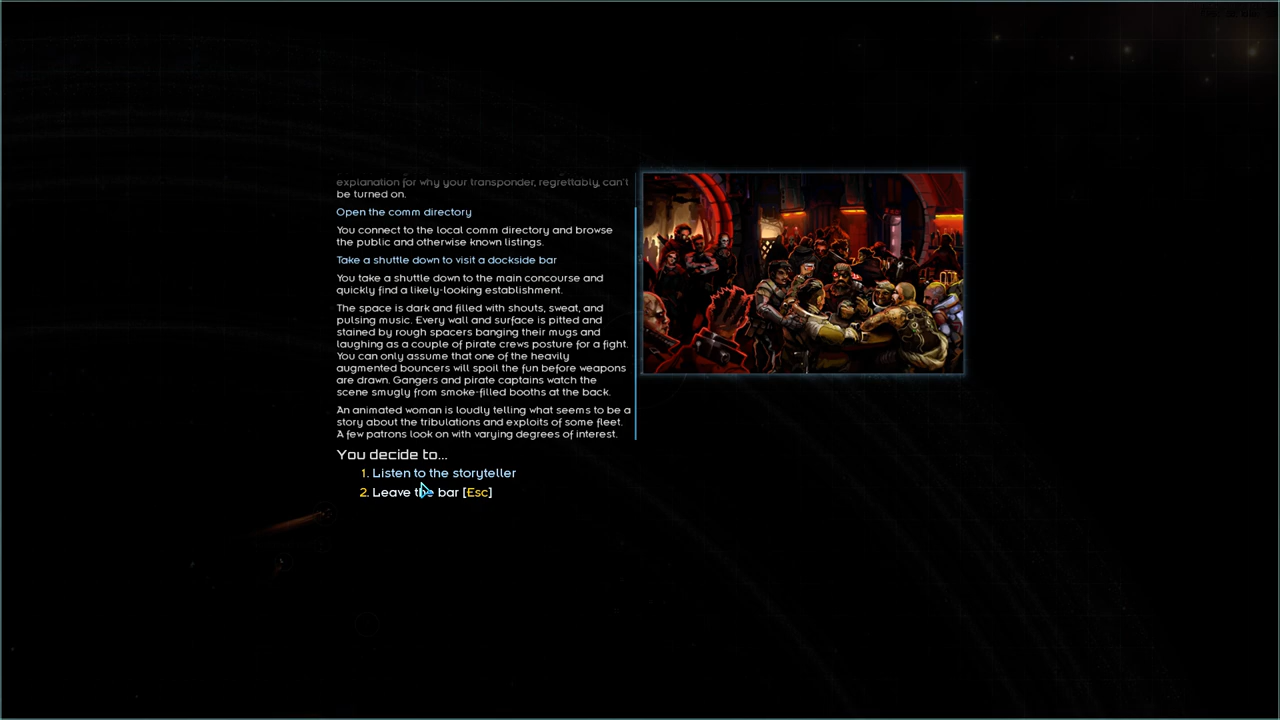 explanation for why your transponder, regrettably, can't
be turned on.
Open the comm directory
You connect to the local comm directory and browse
the public and otherwise known listings.
Take a shuttle down to visit a dockside bar
You take a shuttle down to the main concourse and
quickly find a likely-looking establishment.
The space is dark and filled with shouts, sweat, and
pulsing music. Every wall and surface is pitted and
stained by rough spacers banging their mugs and
laughing as a couple of pirate crews posture for a fight.
You can only assume that one of the heavily
augmented bouncers will spoil the fun before weapons
are drawn. Gangers and pirate captains watch the
scene smugly from smoke-filled booths at the back.
An animated woman is loudly telling what seems to be a
story about the tribulations and exploits of some fleet.
A few patrons look on with varying degrees of interest.
You decide to...
1. Listen to the storyteller
2. Leave the bar [Esc]